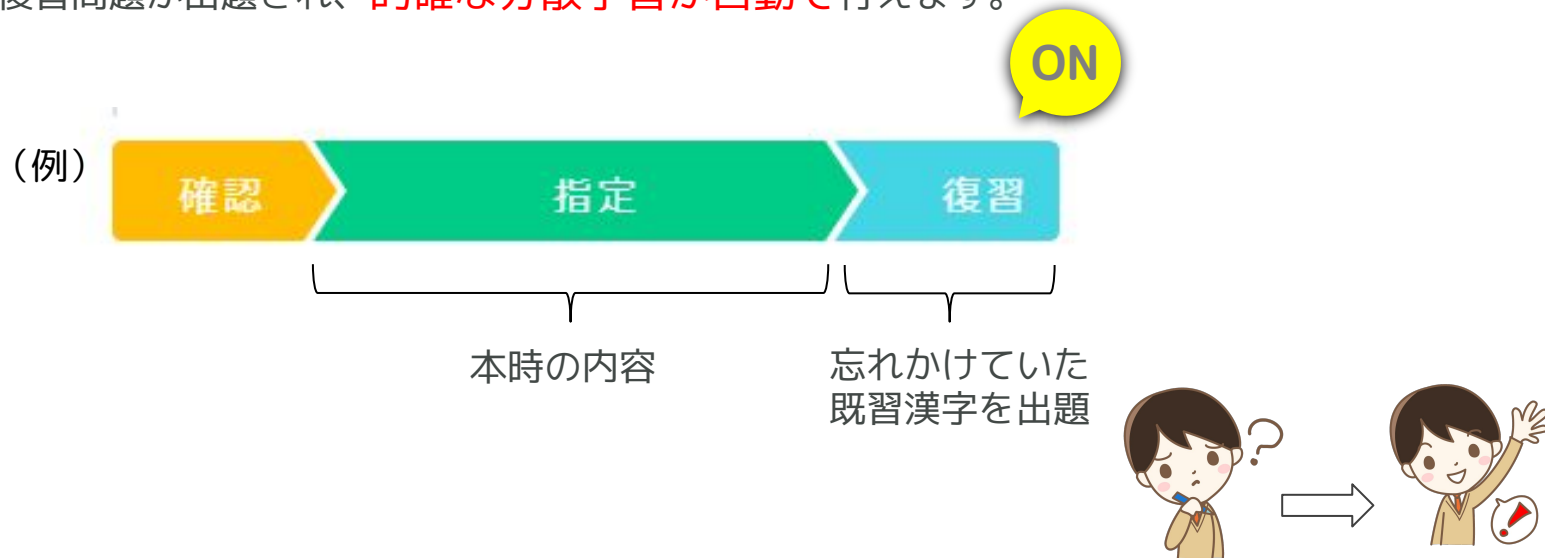 復習問題が出題され、的確な分散学習が自動で行えます。
ON
（例）
確認
指定
復習
本時の内容
忘れかけていた
既習漢字を出題